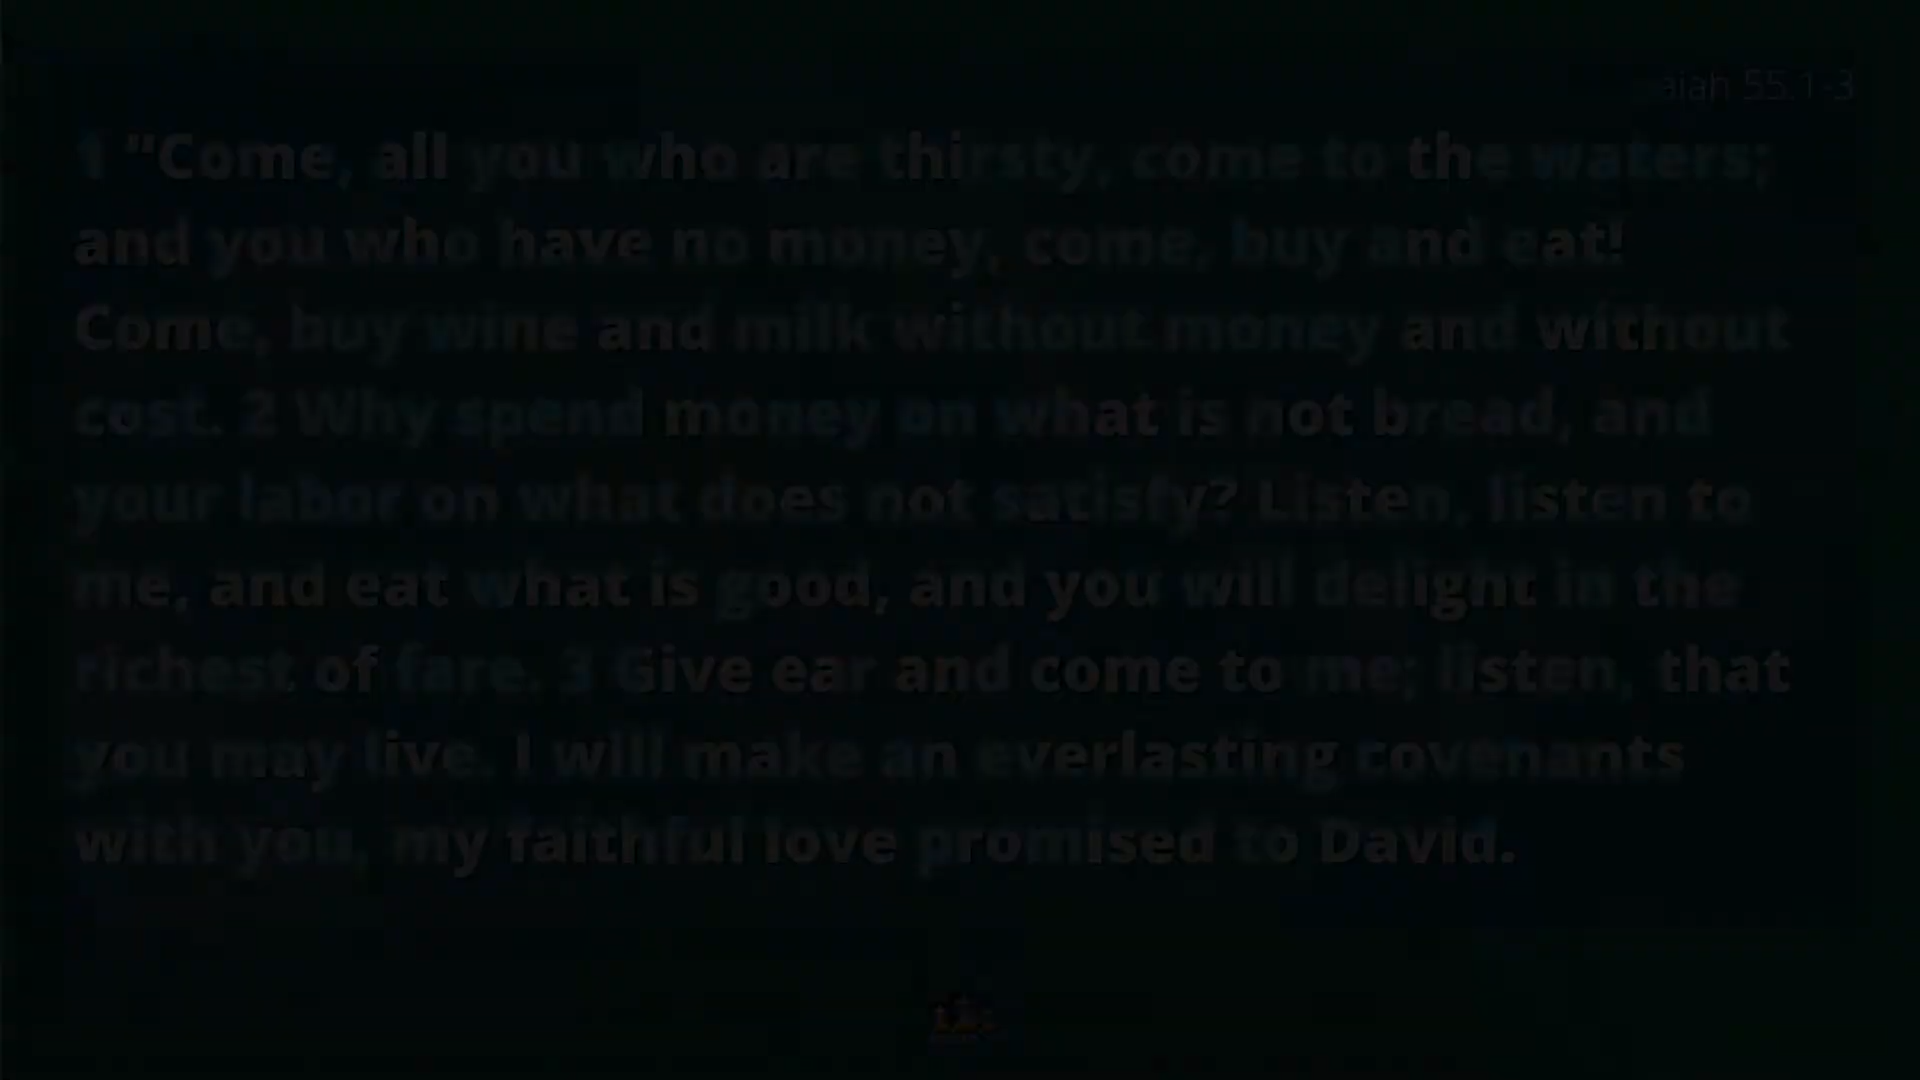 aiah 55:1-3
1 "Come, all you who are thirsty, come to the waters;
and you who have no money, come, buy and eat!
Come, buy wine and milk without money and without
cost. 2 Why spend money on what is not bread, and
your labor on what does not satisfy? Listen, listen to
me, and eat what is good, and you will delight in the
richest of fare. 3 Give ear and come to me; listen, that
you may live. I will make an everlasting covenants
with you, my faithful love promised to David.